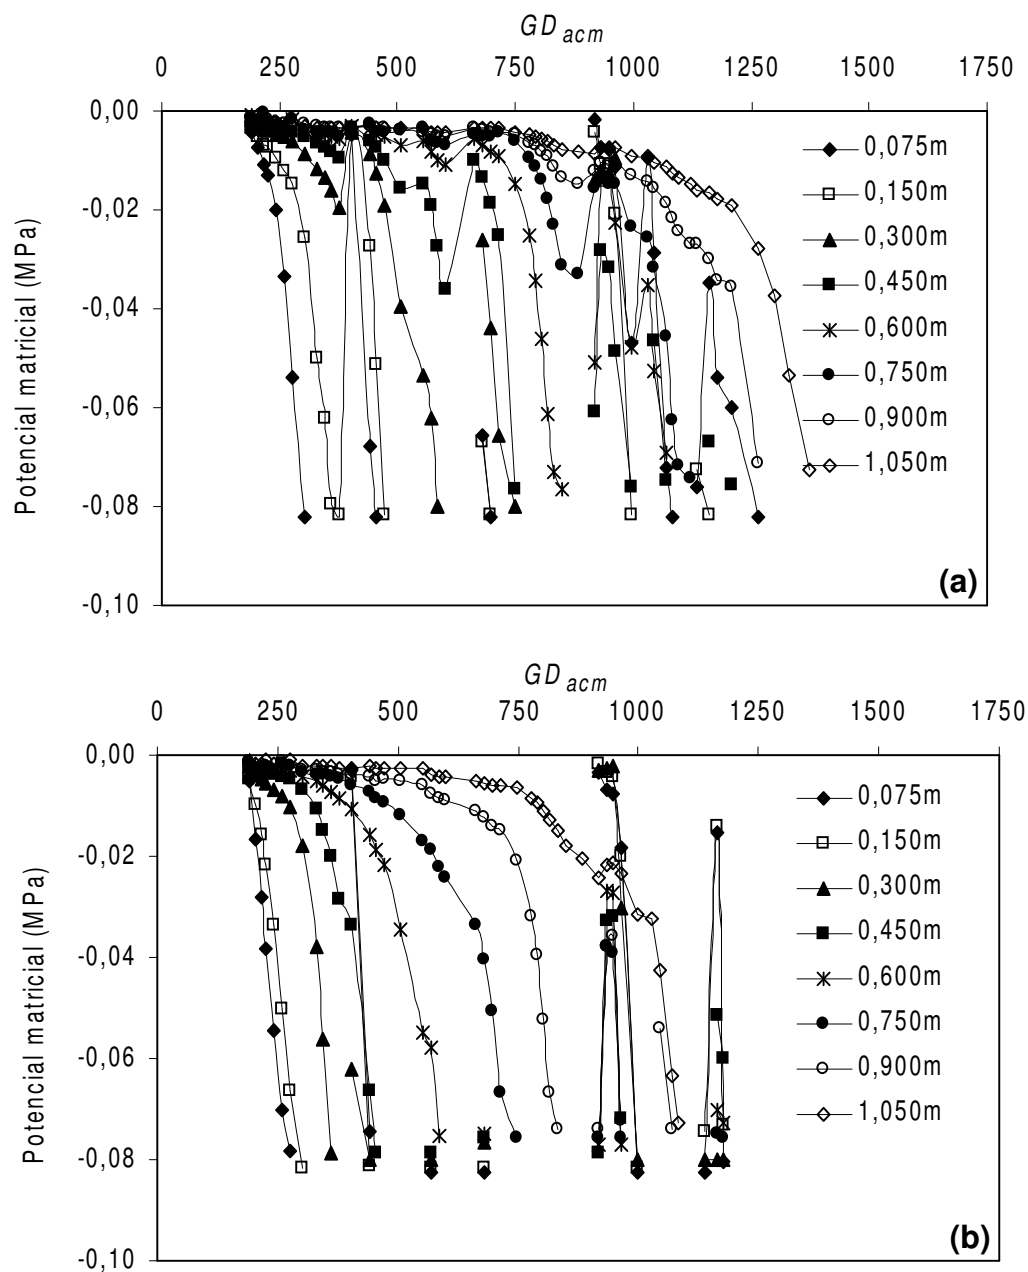 GD acm
0 250 500 750 1000 1250 1500 1750
0,00
-0,02
-0,04
-0,06
-0,08
-0,10
Potencial matricial (MPa)
0,075m
0,150m
0,300m
0,450m
0,600m
0,750m
0,900m
1,050m
(a)
GD acm
0 250 500 750 1000 1250 1500 1750
0,00
-0,02
-0,04
-0,06
-0,08
-0,10
Potencial matricial (MPa)
0,075m
0,150m
0,300m
0,450m
0,600m
0,750m
0,900m
1,050m
(b)